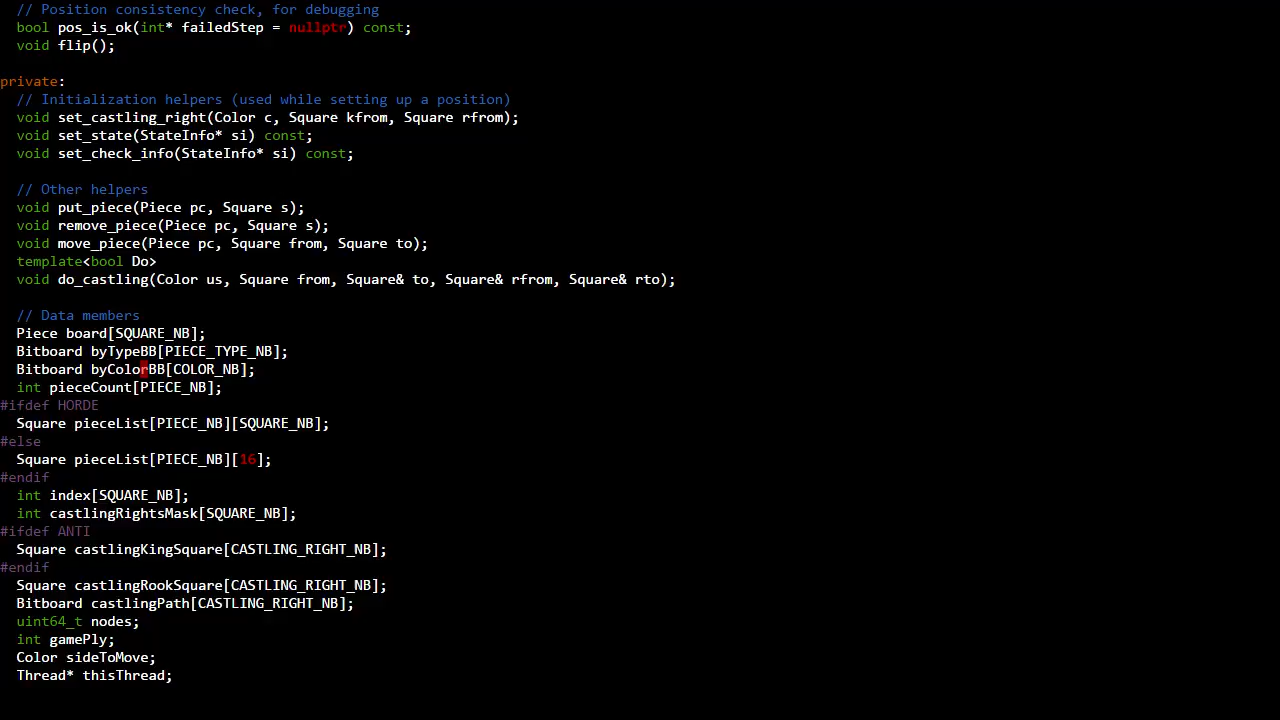 // Position consistency check, for debugging
bool pos_is_ok(int* failedStep = nullptr) const;
void flip();
private:
// Initialization helpers (used while setting up a position)
void set_castling_right(Color c, Square kfrom, Square rfrom);
void set_state(StateInfo* si) const;
void set_check_info(StateInfo* si) const;
// Other helpers
void put_piece(Piece pc, Square s);
void remove_piece(Piece pc, Square s);
void move_piece(Piece pc, Square from, Square to);
template<bool Do>
void do_castling(Color us, Square from, Square& to, Square& rfrom, Square& rto);
// Data members
Piece board[SQUARE_NB];
Bitboard byTypeBB[PIECE_TYPE_NB];
Bitboard byColorBB[COLOR_NB];
int pieceCount[PIECE_NB];
#ifdef HORDE
Square pieceList[PIECE_NB][SQUARE_NB];
#else
Square pieceList[PIECE_NB][16];
#endif
int index[SQUARE_NB];
int castlingRightsMask[SQUARE_NB];
#ifdef ANTI
Square castlingKingSquare[CASTLING_RIGHT_NB];
#endif
Square castlingRookSquare[CASTLING_RIGHT_NB];
Bitboard castlingPath[CASTLING_RIGHT_NB];
uint64_t nodes;
int gamePly;
Color sideToMove;
Thread* thisThread;